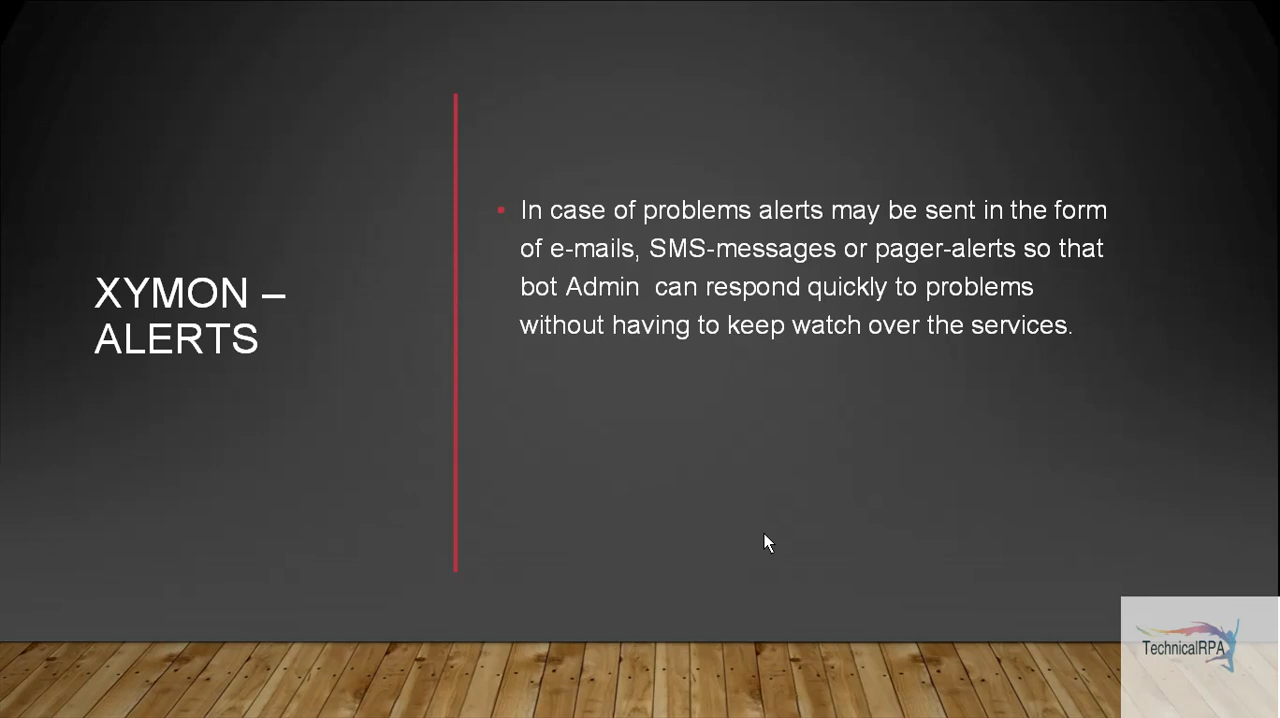 XYMON –
ALERTS
• In case of problems alerts may be sent in the form
of e-mails, SMS-messages or pager-alerts so that
bot Admin  can respond quickly to problems
without having to keep watch over the services.
TechnicalRPA